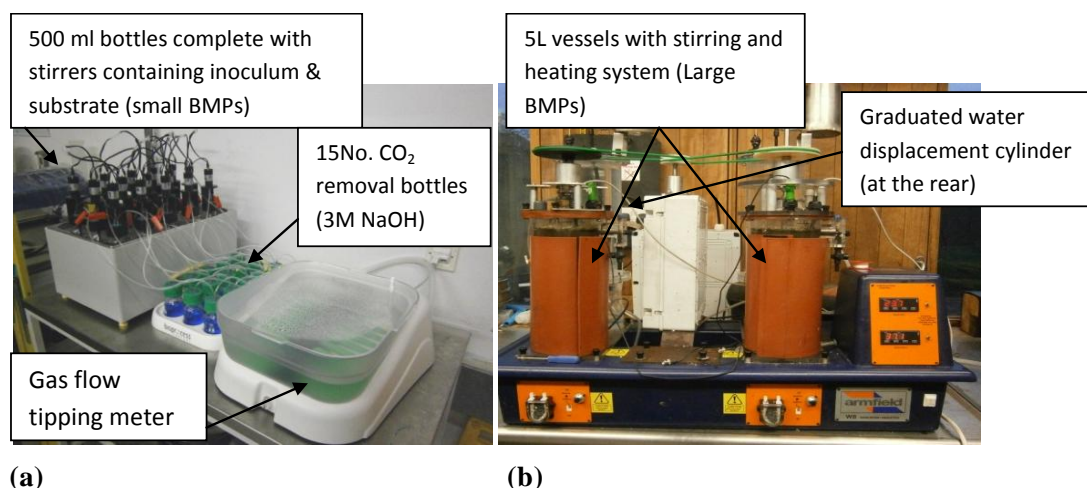 500 ml bottles complete with
stirrers containing inoculum &
substrate (small BMPs)
15No. CO₂
removal bottles
(3M NaOH)
Gas flow
tipping meter
5L vessels with stirring and
heating system (Large
BMPs)
Graduated water
displacement cylinder
(at the rear)
armfield
(a)
(b)